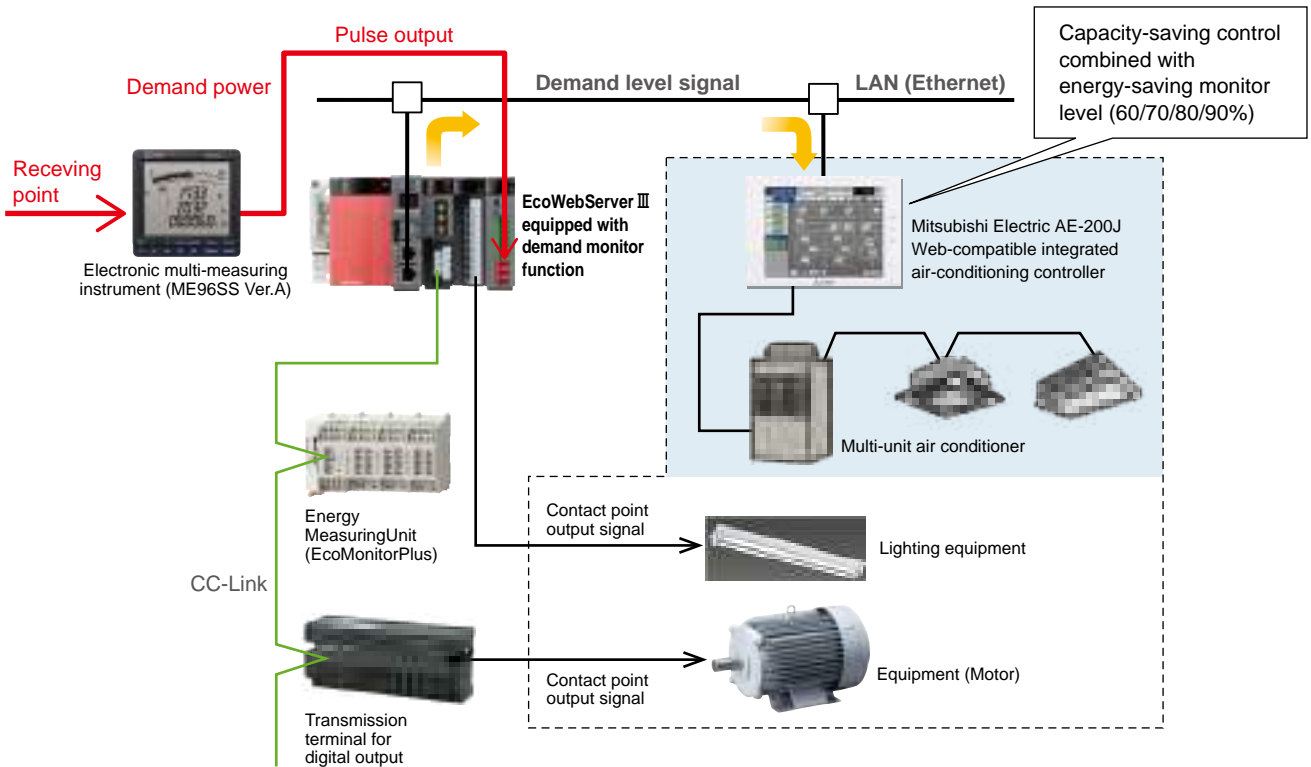 Pulse output
Demand power
Demand level signal
LAN (Ethernet)
Capacity-saving control
combined with
energy-saving monitor
level (60/70/80/90%)
Receving
point
Electronic multi-measuring
instrument (ME96SS Ver.A)
EcoWebServer Ⅲ
equipped with
demand monitor
function
Mitsubishi Electric AE-200J
Web-compatible integrated
air-conditioning controller
Multi-unit air conditioner
Energy
MeasuringUnit
(EcoMonitorPlus)
Contact point
output signal
Lighting equipment
CC-Link
Contact point
output signal
Equipment (Motor)
Transmission
terminal for
digital output